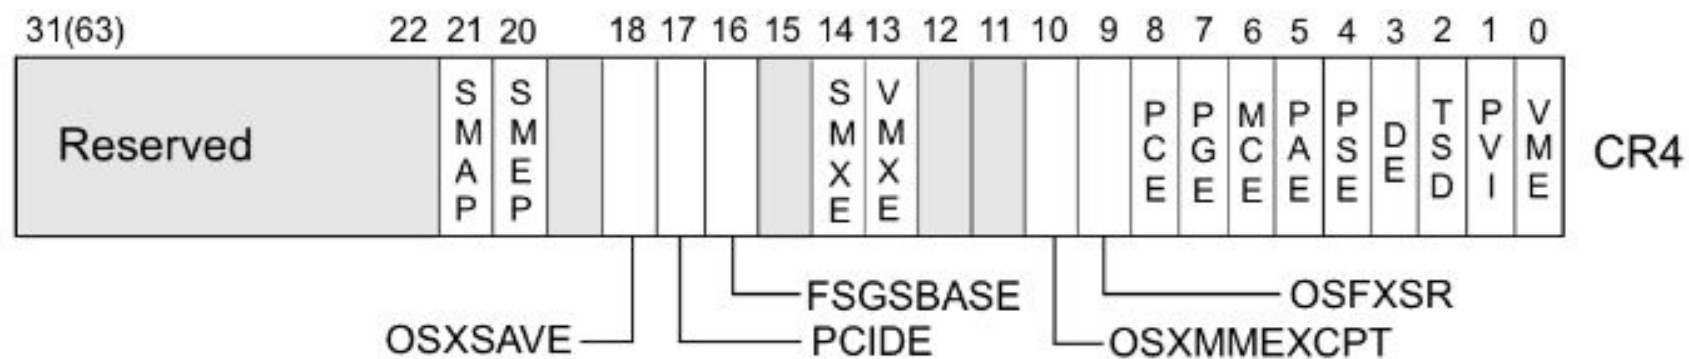 31(63) 22 21 20 18 17 16 15 14 13 12 11 10 9 8 7 6 5 4 3 2 1 0
Reserved SMAP SMEP SMXE VMXE PCE PGE MCE PAE PSE DE TSD PVI VME CR4
FSGSBASE OSFXSR
OSXSAVE PCIDE OSXMMEXCPT